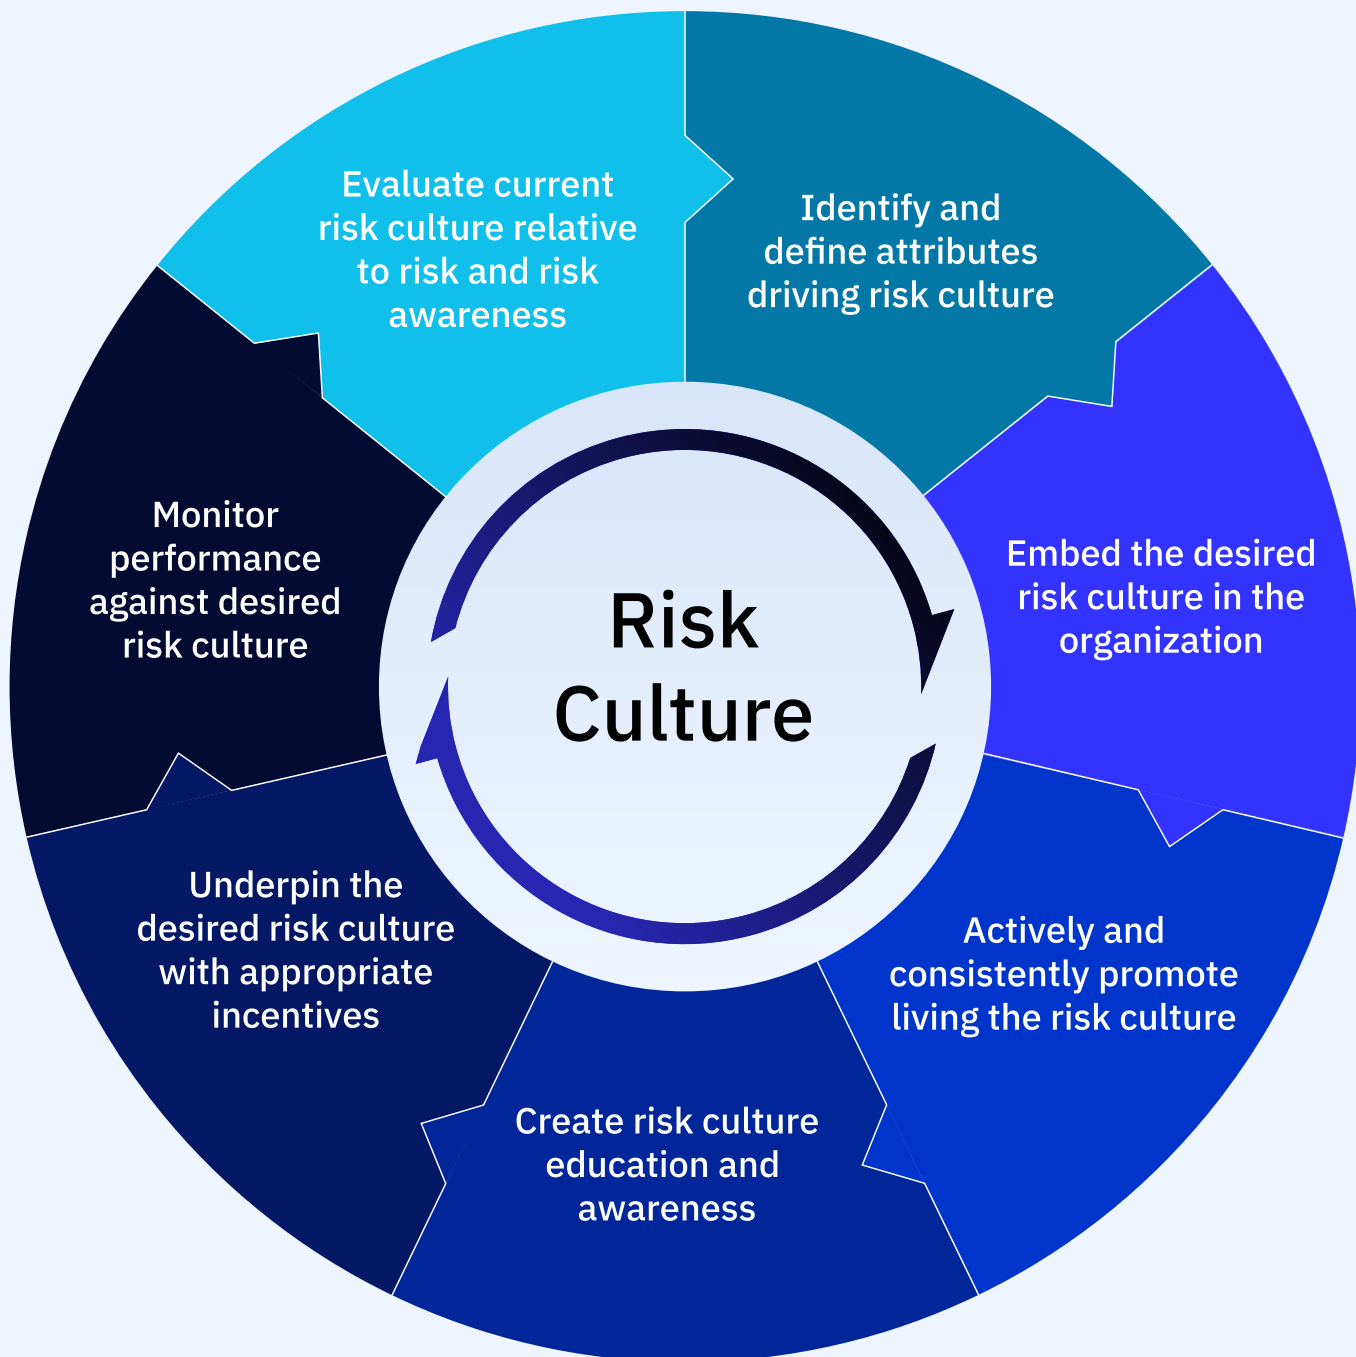 Evaluate current
risk culture relative
to risk and risk
awareness
Identify and
define attributes
driving risk culture
Embed the desired
risk culture in the
organization
Actively and
consistently promote
living the risk culture
Create risk culture
education and
awareness
Underpin the
desired risk culture
with appropriate
incentives
Monitor
performance
against desired
risk culture
Risk
Culture